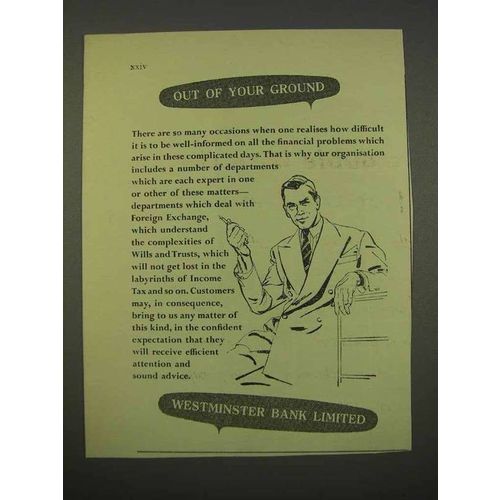 xxiv
OUT OF YOUR GROUND
There are so many occasions when one realises how difficult
it is to be well-informed on all the financial problems which
arise in these complicated days. That is why our organisation
includes a number of departments
which are each expert in one
or other of these matters—
departments which deal with
Foreign Exchange,
which understand
the complexities of
Wills and Trusts, which
will not get lost in the
labyrinths of Income
Tax and so on. Customers
may, in consequence,
bring to us any matter of
this kind, in the confident
expectation that they
will receive efficient
attention and
sound advice.
WESTMINSTER BANK LIMITED